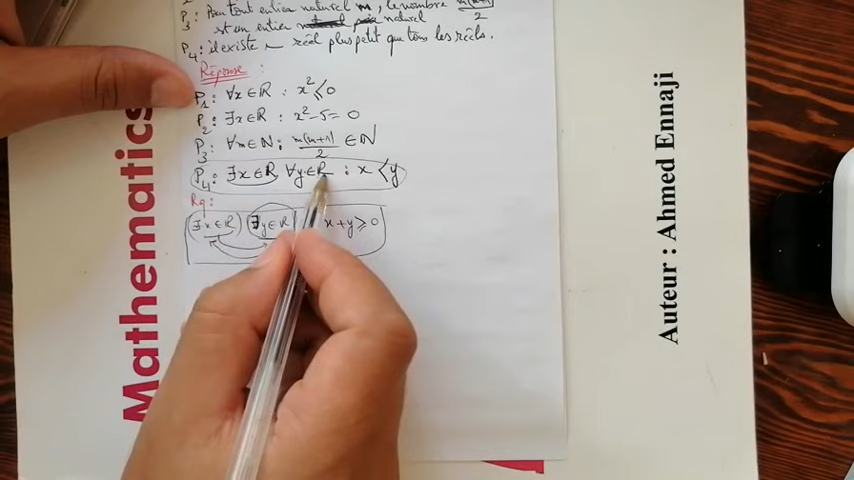 P3: Pour tout entier naturel n, le nombre n(n+1)/2
est un entier naturel
P4: il existe un réel plus petit que tous les réels.
Réponse :
P1: ∀x∈ℝ : x² ⩽ 0
P2: ∃x∈ℝ : x²-5=0
P3: ∀n∈ℕ ; n(n+1)/2 ∈ ℕ
P4: ∃x∈ℝ ∀y∈ℝ : x < y
Rq:
(∃x∈ℝ) (∃y∈ℝ x+y ⩾ 0
Mathematics
Auteur : Ahmed Ennaji